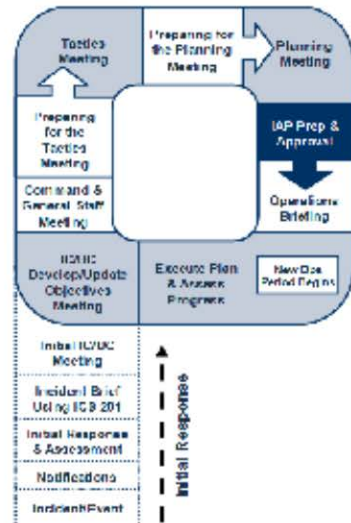 Tactics
Meeting
Preparing for
the Planning
Meeting
Planning
Meeting
Preparing
for the
Tactics
Meeting
IAP Prep &
Approval
Command &
General Staff
Meeting
Operations
Briefing
IC/UC
Develop/Update
Objectives
Meeting
Execute Plan
& Assess
Progress
New Ops
Period Begins
Initial IC/UC
Meeting
Incident Brief
Using ICS 201
Initial Response
& Assessment
Notifications
Incident/Event
Initial Response